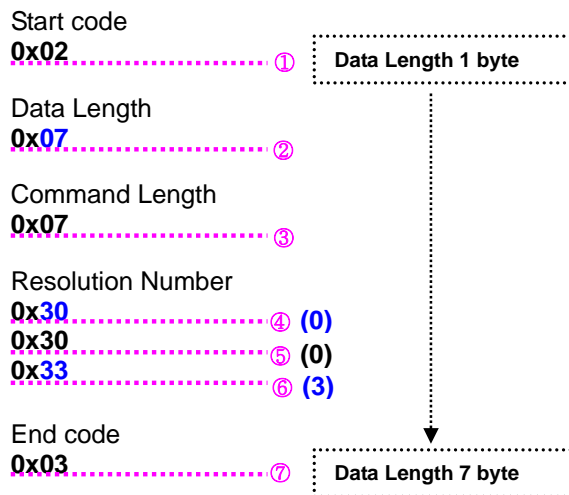 Start code
0x02 ① Data Length 1 byte
Data Length
0x07 ②
Command Length
0x07 ③
Resolution Number
0x30 ④ (0)
0x30 ⑤ (0)
0x33 ⑥ (3)
End code
0x03 ⑦ Data Length 7 byte